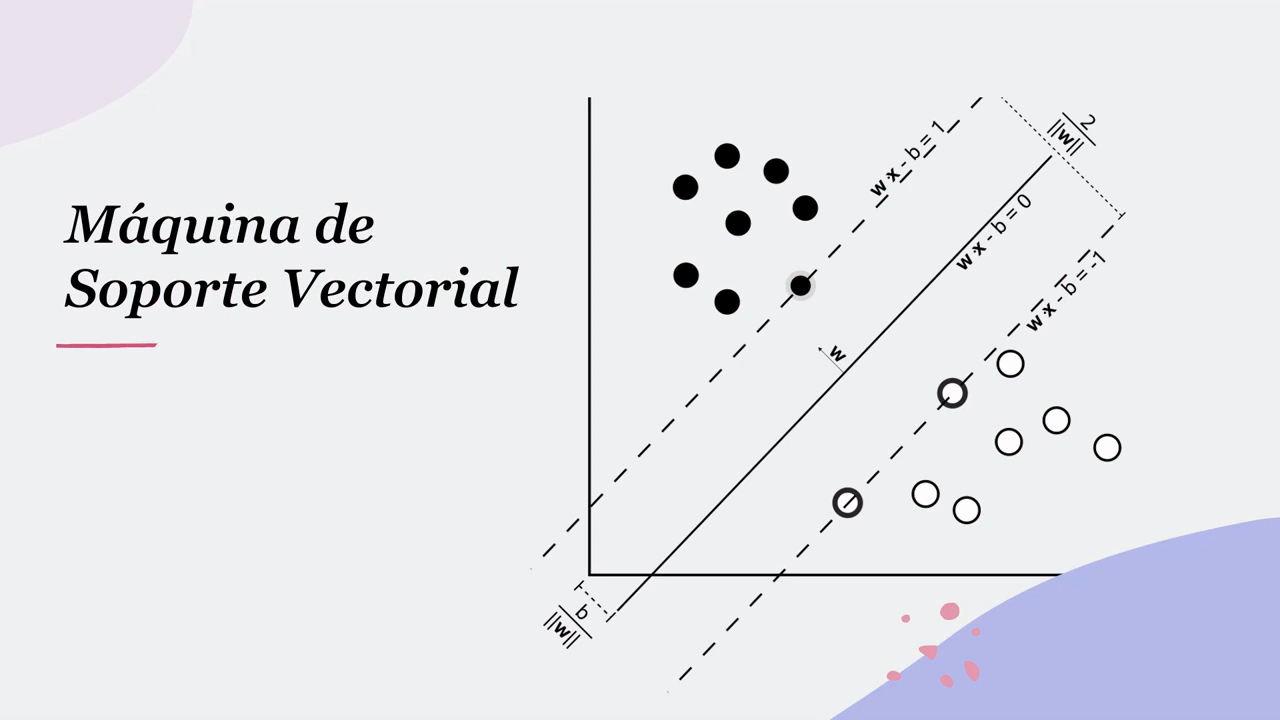 Máquina de
Soporte Vectorial
w x - b = 1
2
||w||
w x - b = 0
w x - b = -1
w
b
||w||